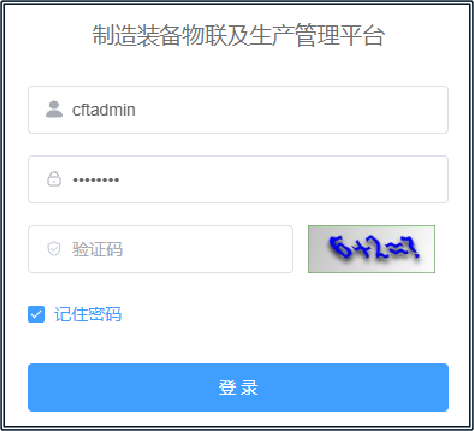 制造装备物联及生产管理平台
cftadmin
••••••••
验证码
6+2=?
记住密码
登 录